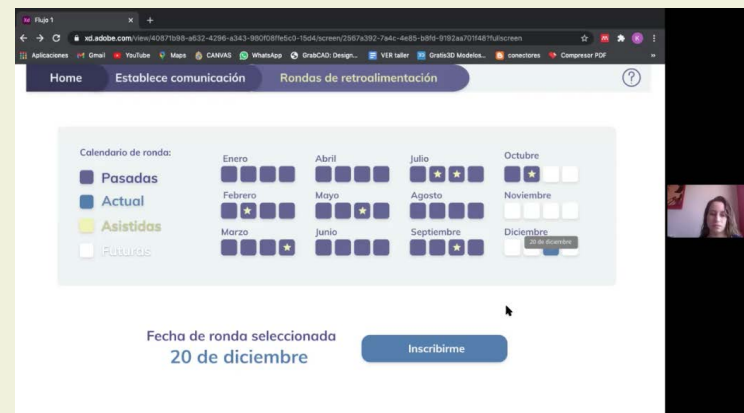 Flujo 1
xd.adobe.com/view/40871b98-a632-4296-a343-980f08ffe5c0-15d4/screen/2567a392-7a4c-4e85-b8fd-9192aa701f48?fullscreen
Aplicaciones Gmail YouTube Maps CANVAS WhatsApp GrabCAD: Design... VER taller Gratis3D Modelos... conectores Compresor PDF
Home Establece comunicación Rondas de retroalimentación ?
Calendario de ronda:
Pasadas
Actual
Asistidas
Futuras
Enero Abril Julio Octubre
Febrero Mayo Agosto Noviembre
Marzo Junio Septiembre Diciembre
20 de diciembre
Fecha de ronda seleccionada
20 de diciembre
Inscribirme